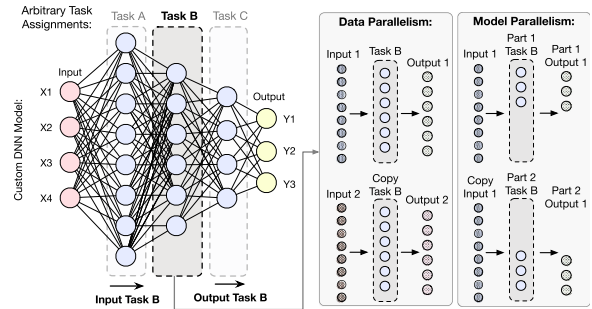 Arbitrary Task
Assignments:
Task A
Task B
Task C
Custom DNN Model:
Input
X1
X2
X3
X4
Output
Y1
Y2
Y3
Input Task B
Output Task B
Data Parallelism:
Input 1
Task B
Output 1
Input 2
Copy
Task B
Output 2
Model Parallelism:
Input 1
Part 1
Task B
Part 1
Output 1
Copy
Input 1
Part 2
Task B
Part 2
Output 1